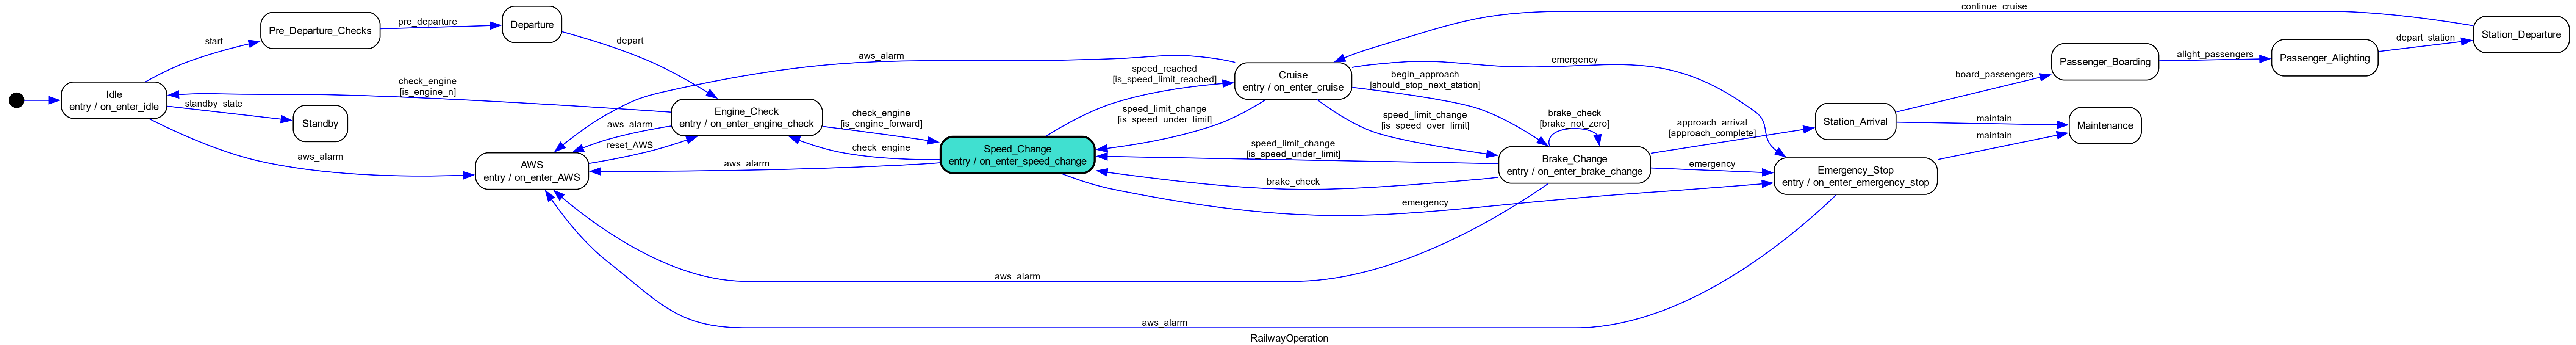 continue_cruise
Pre_Departure_Checks
pre_departure
Departure
Station_Departure
start
depart
depart_station
aws_alarm
emergency
alight_passengers
Passenger_Boarding
Passenger_Alighting
speed_reached
[is_speed_limit_reached]
Cruise
entry / on_enter_cruise
begin_approach
[should_stop_next_station]
board_passengers
check_engine
[is_engine_n]
Idle
entry / on_enter_idle
standby_state
Standby
Engine_Check
entry / on_enter_engine_check
check_engine
[is_engine_forward]
speed_limit_change
[is_speed_under_limit]
speed_limit_change
[is_speed_over_limit]
brake_check
[brake_not_zero]
approach_arrival
[approach_complete]
Station_Arrival
maintain
Maintenance
maintain
aws_alarm
reset_AWS
check_engine
Speed_Change
entry / on_enter_speed_change
speed_limit_change
[is_speed_under_limit]
Brake_Change
entry / on_enter_brake_change
emergency
Emergency_Stop
entry / on_enter_emergency_stop
aws_alarm
AWS
entry / on_enter_AWS
aws_alarm
brake_check
emergency
aws_alarm
aws_alarm
RailwayOperation